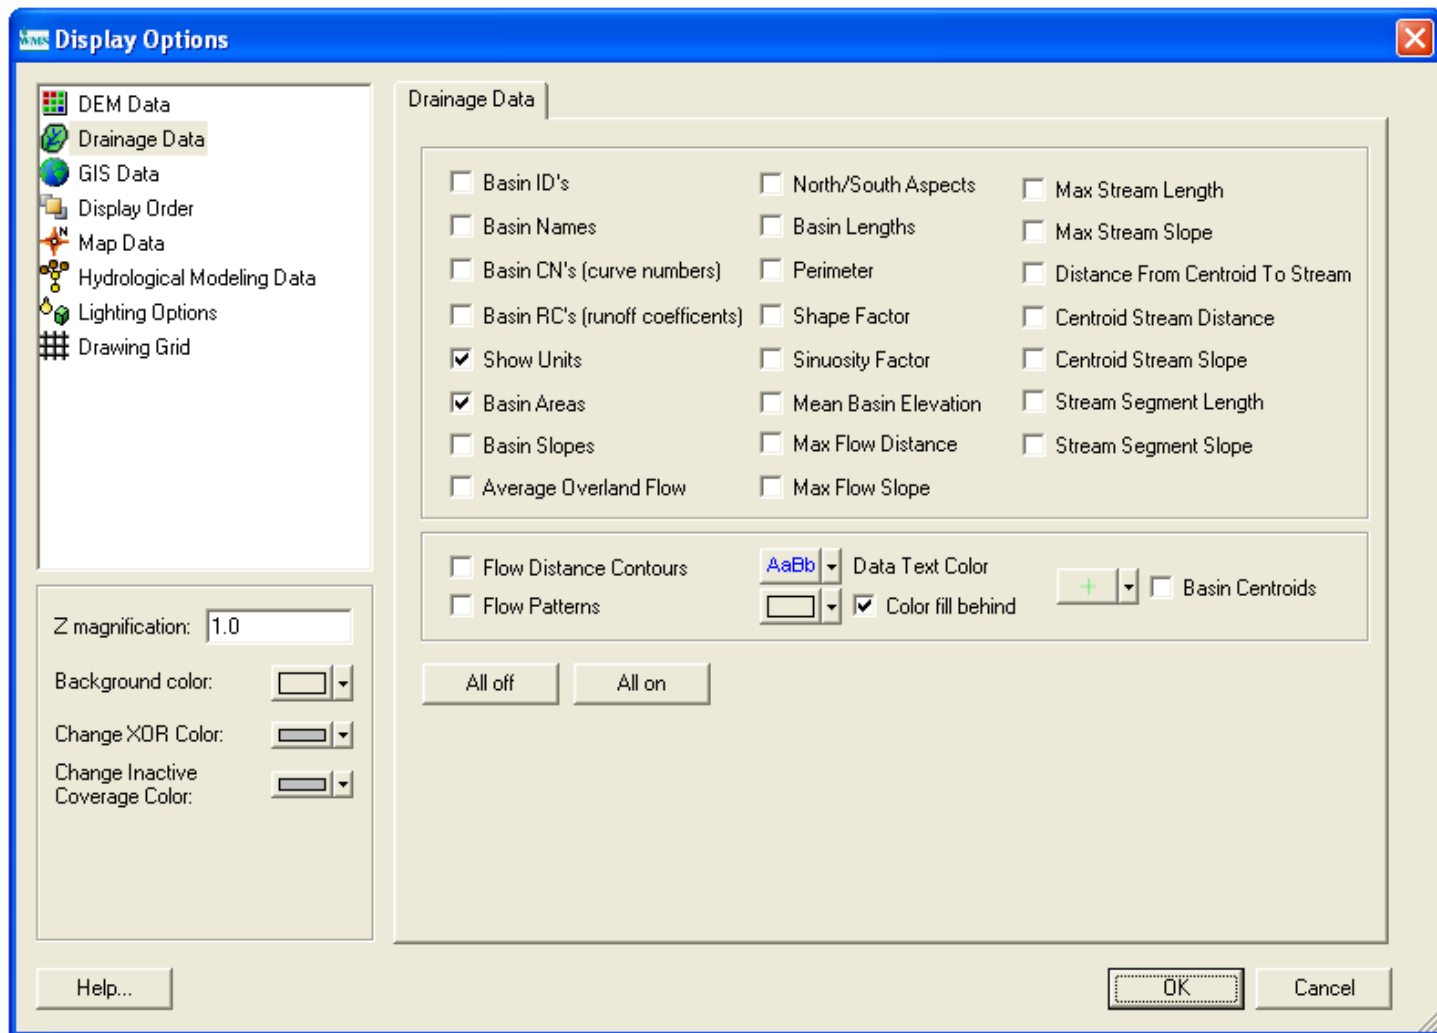 WMS Display Options
DEM Data
Drainage Data
GIS Data
Display Order
N
Map Data
Hydrological Modeling Data
Lighting Options
Drawing Grid
Z magnification: 1.0
Background color:
Change XOR Color:
Change Inactive
Coverage Color:
Drainage Data
Basin ID's
Basin Names
Basin CN's (curve numbers)
Basin RC's (runoff coefficents)
Show Units
Basin Areas
Basin Slopes
Average Overland Flow
North/South Aspects
Basin Lengths
Perimeter
Shape Factor
Sinuosity Factor
Mean Basin Elevation
Max Flow Distance
Max Flow Slope
Max Stream Length
Max Stream Slope
Distance From Centroid To Stream
Centroid Stream Distance
Centroid Stream Slope
Stream Segment Length
Stream Segment Slope
Flow Distance Contours
Flow Patterns
AaBb Data Text Color
Color fill behind
Basin Centroids
All off
All on
Help...
OK
Cancel